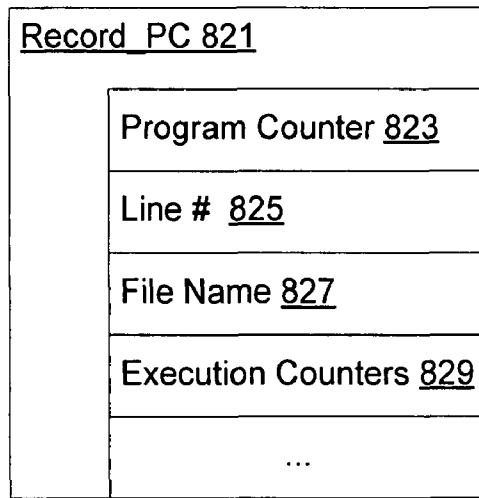 Record_PC 821
Program Counter 823
Line # 825
File Name 827
Execution Counters 829
...